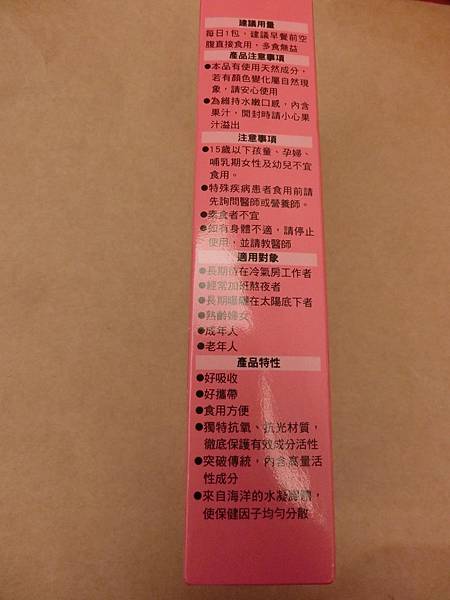 建議用量
每日1包，建議早餐前空
腹直接食用，多食無益
產品注意事項
●本品有使用天然成分，
若有顏色變化屬自然現
象，請安心使用
●為維持水嫩口感，內含
果汁，開封時請小心果
汁溢出
注意事項
●15歲以下孩童、孕婦、
哺乳期女性及幼兒不宜
食用。
●特殊疾病患者食用前請
先詢問醫師或營養師。
●素食者不宜
●如有身體不適，請停止
使用，並請教醫師
適用對象
●長期待在冷氣房工作者
●經常加班熬夜者
●長期曝曬在太陽底下者
●熟齡婦女
●成年人
●老年人
產品特性
●好吸收
●好攜帶
●食用方便
●獨特抗氧、抗光材質，
徹底保護有效成分活性
●突破傳統，內含高量活
性成分
●來自海洋的水凝膠體，
使保健因子均勻分散